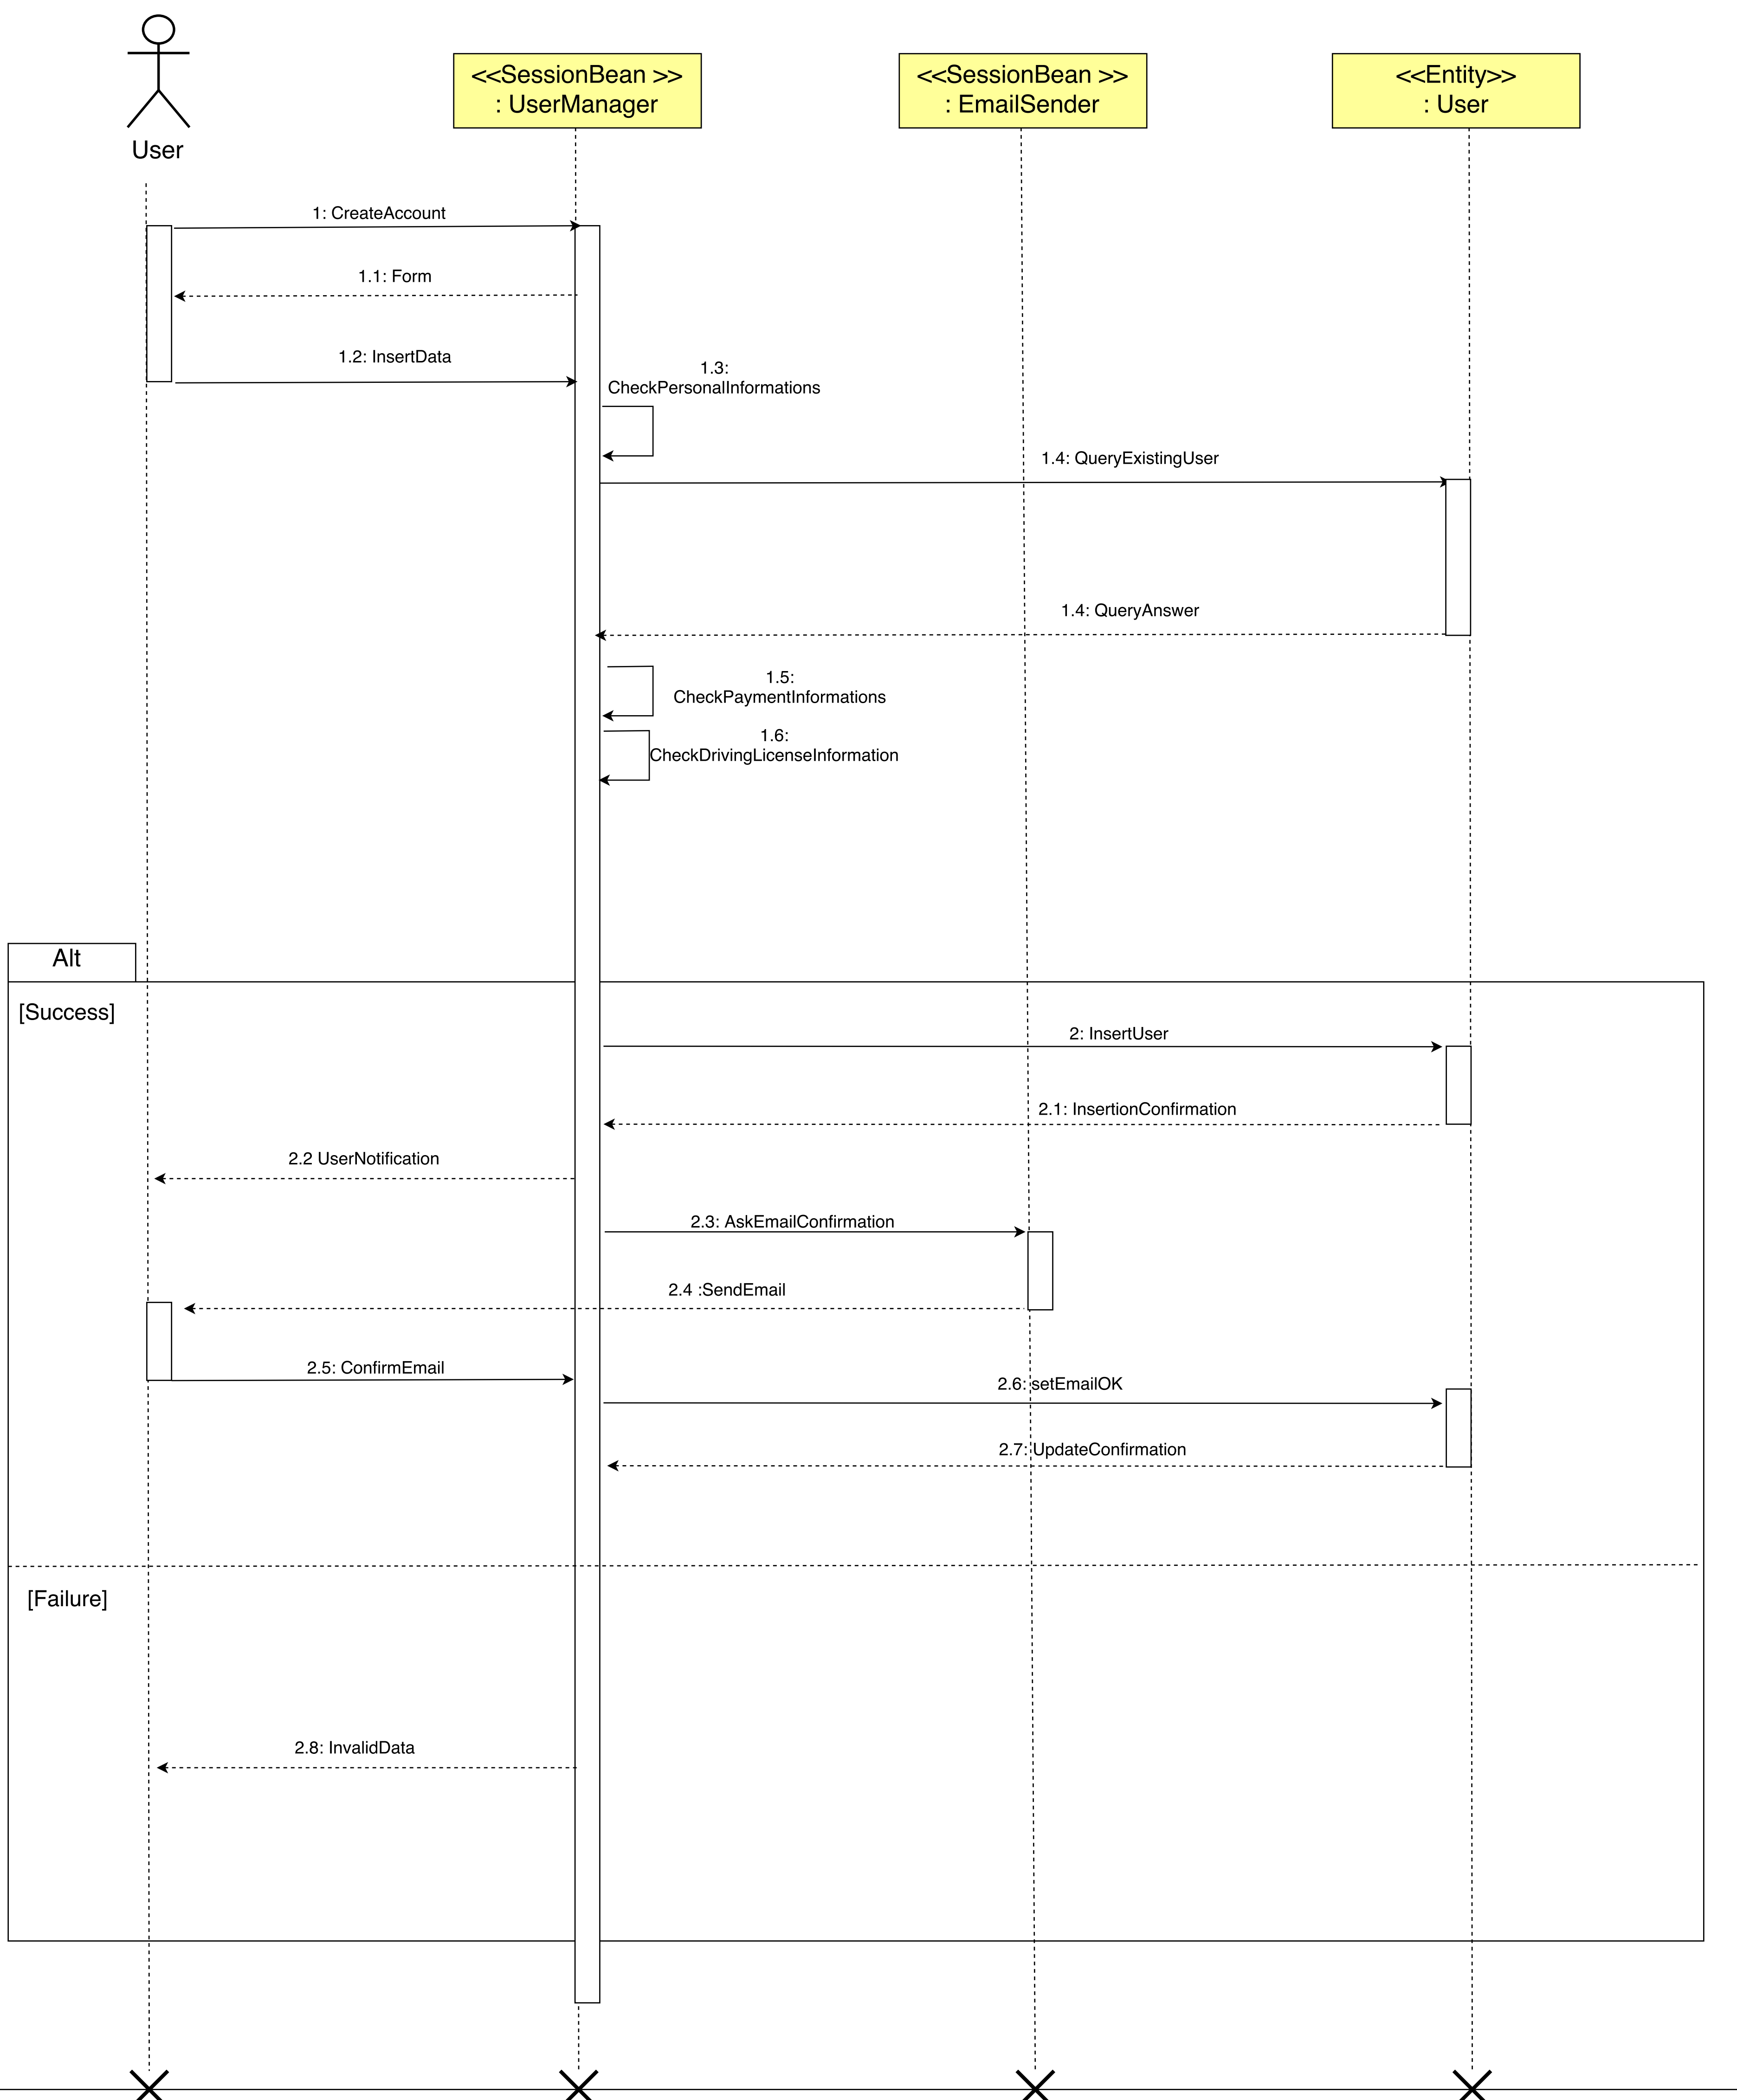 <<SessionBean >>
: UserManager
<<SessionBean >>
: EmailSender
<<Entity>>
: User
User
1: CreateAccount
1.1: Form
1.2: InsertData
1.3:
CheckPersonalInformations
1.4: QueryExistingUser
1.4: QueryAnswer
1.5:
CheckPaymentInformations
1.6:
CheckDrivingLicenseInformation
Alt
[Success]
2: InsertUser
2.1: InsertionConfirmation
2.2 UserNotification
2.3: AskEmailConfirmation
2.4 :SendEmail
2.5: ConfirmEmail
2.6: setEmailOK
2.7: UpdateConfirmation
[Failure]
2.8: InvalidData